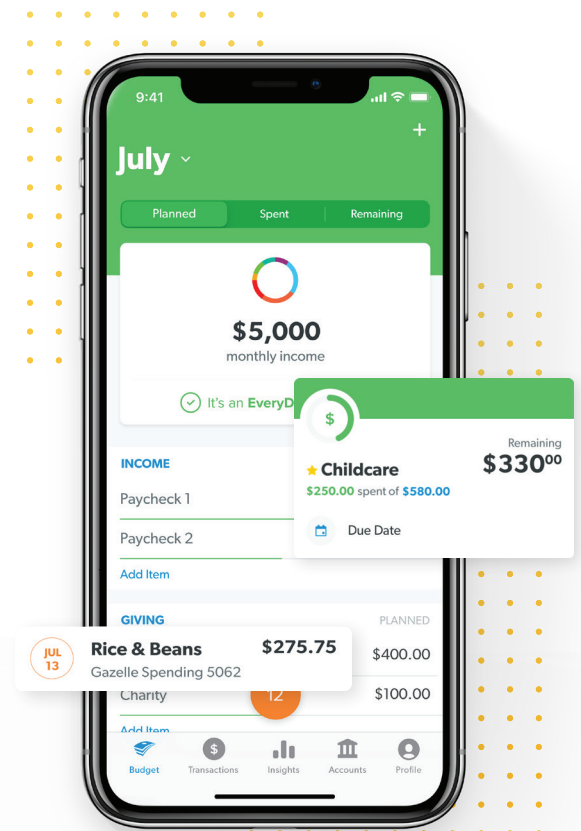 9:41
+
July
Planned Spent Remaining
$5,000
monthly income
It's an EveryD
$
Remaining
$330⁰⁰
Childcare
$250.00 spent of $580.00
Due Date
INCOME
Paycheck 1
Paycheck 2
Add Item
GIVING PLANNED
JUL
13
Rice & Beans $275.75
Gazelle Spending 5062
$400.00
Charity 12 $100.00
Add Item
$
Budget Transactions Insights Accounts Profile